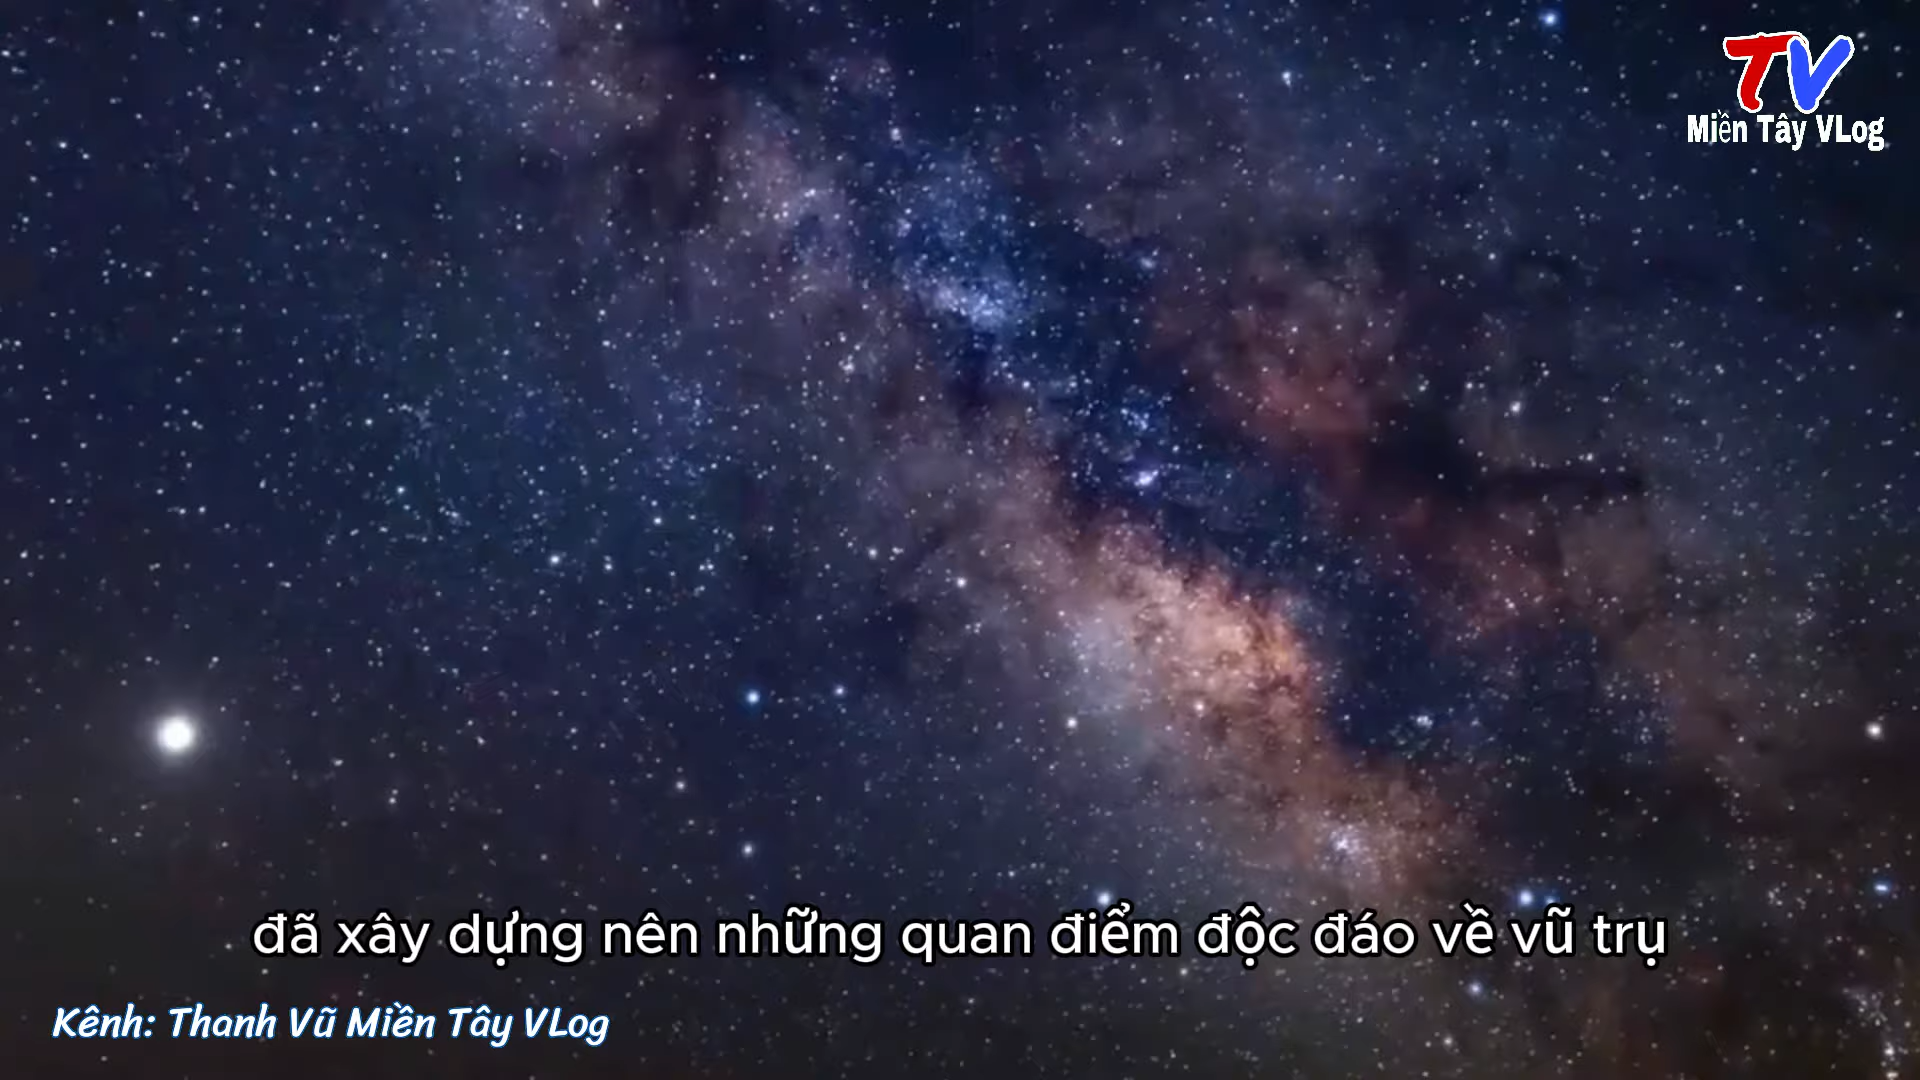 TV
Miền Tây VLog
đã xây dựng nên những quan điểm độc đáo về vũ trụ
Kênh: Thanh Vũ Miền Tây VLog